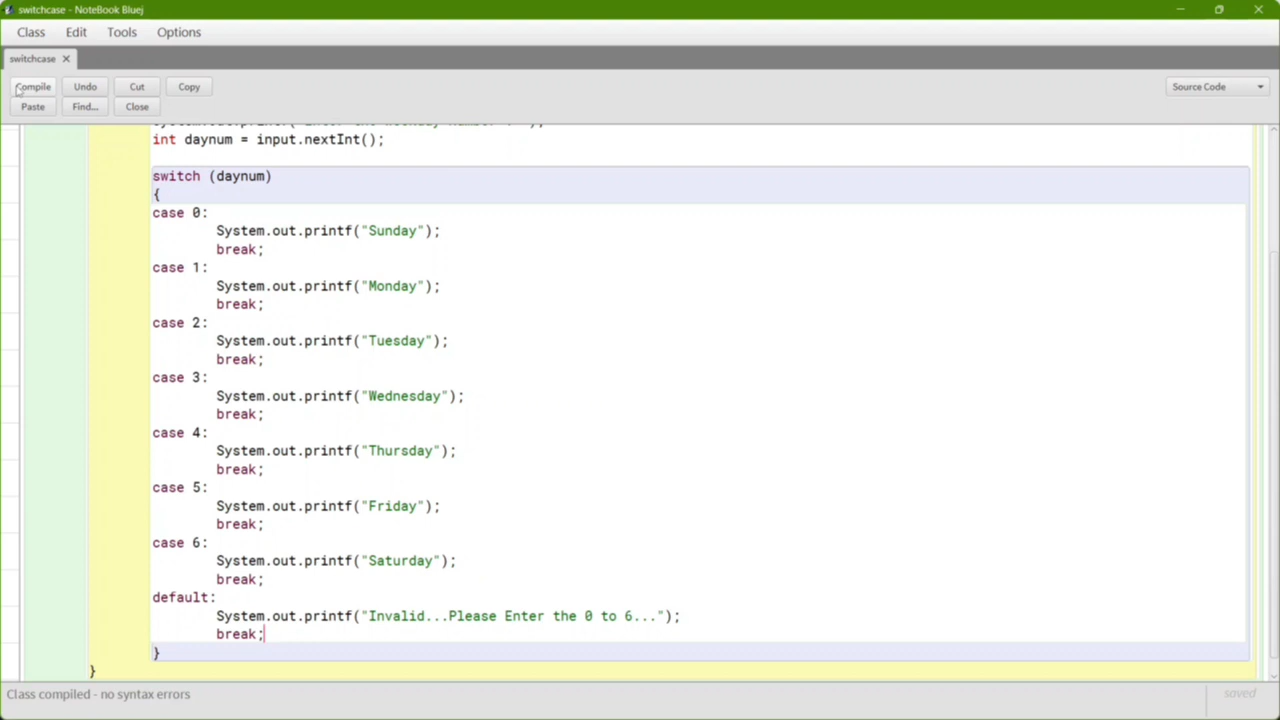 switchcase - NoteBook Bluej
Class Edit Tools Options
switchcase
Compile Undo Cut Copy Source Code
Paste Find... Close
int daynum = input.nextInt();
switch (daynum)
{
case 0:
System.out.printf("Sunday");
break;
case 1:
System.out.printf("Monday");
break;
case 2:
System.out.printf("Tuesday");
break;
case 3:
System.out.printf("Wednesday");
break;
case 4:
System.out.printf("Thursday");
break;
case 5:
System.out.printf("Friday");
break;
case 6:
System.out.printf("Saturday");
break;
default:
System.out.printf("Invalid...Please Enter the 0 to 6...");
break;
}
}
Class compiled - no syntax errors
saved